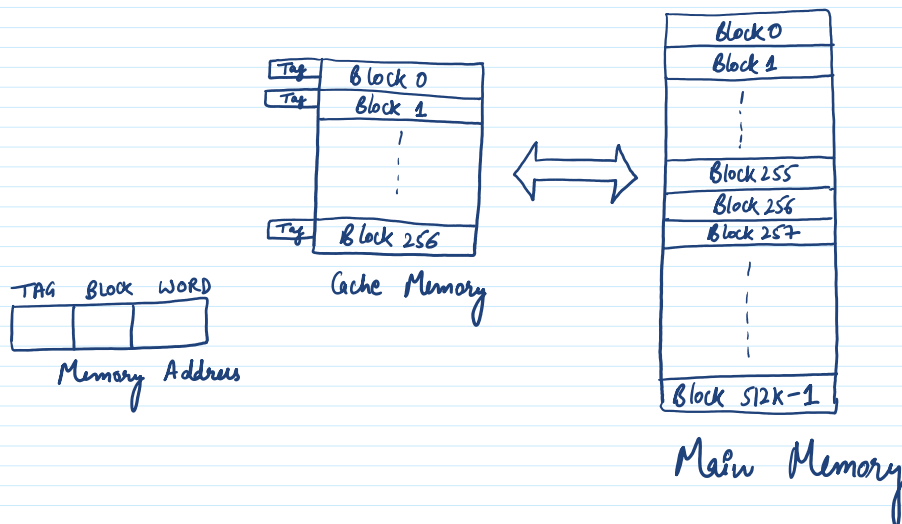 Tag Block 0
Tag Block 1
Tag Block 256
Cache Memory
TAG BLOCK WORD
Memory Address
Block 0
Block 1
Block 255
Block 256
Block 257
Block 512K-1
Main Memory